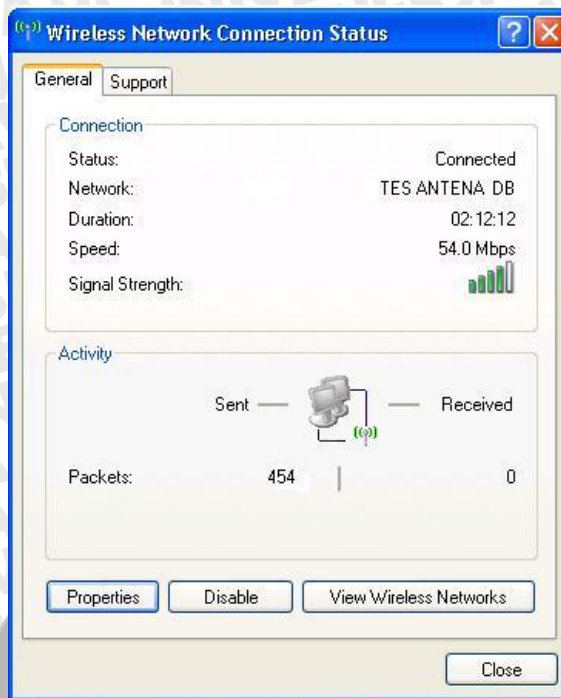 Wireless Network Connection Status
General Support
Connection
Status: Connected
Network: TES ANTENA DB
Duration: 02:12:12
Speed: 54.0 Mbps
Signal Strength:
Activity
Sent Received
Packets: 454 0
Properties Disable View Wireless Networks
Close